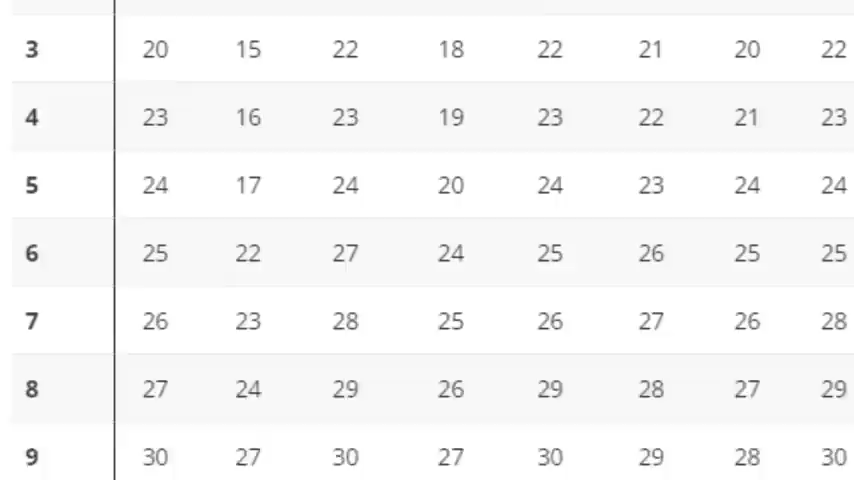 3 20 15 22 18 22 21 20 22
4 23 16 23 19 23 22 21 23
5 24 17 24 20 24 23 24 24
6 25 22 27 24 25 26 25 25
7 26 23 28 25 26 27 26 28
8 27 24 29 26 29 28 27 29
9 30 27 30 27 30 29 28 30